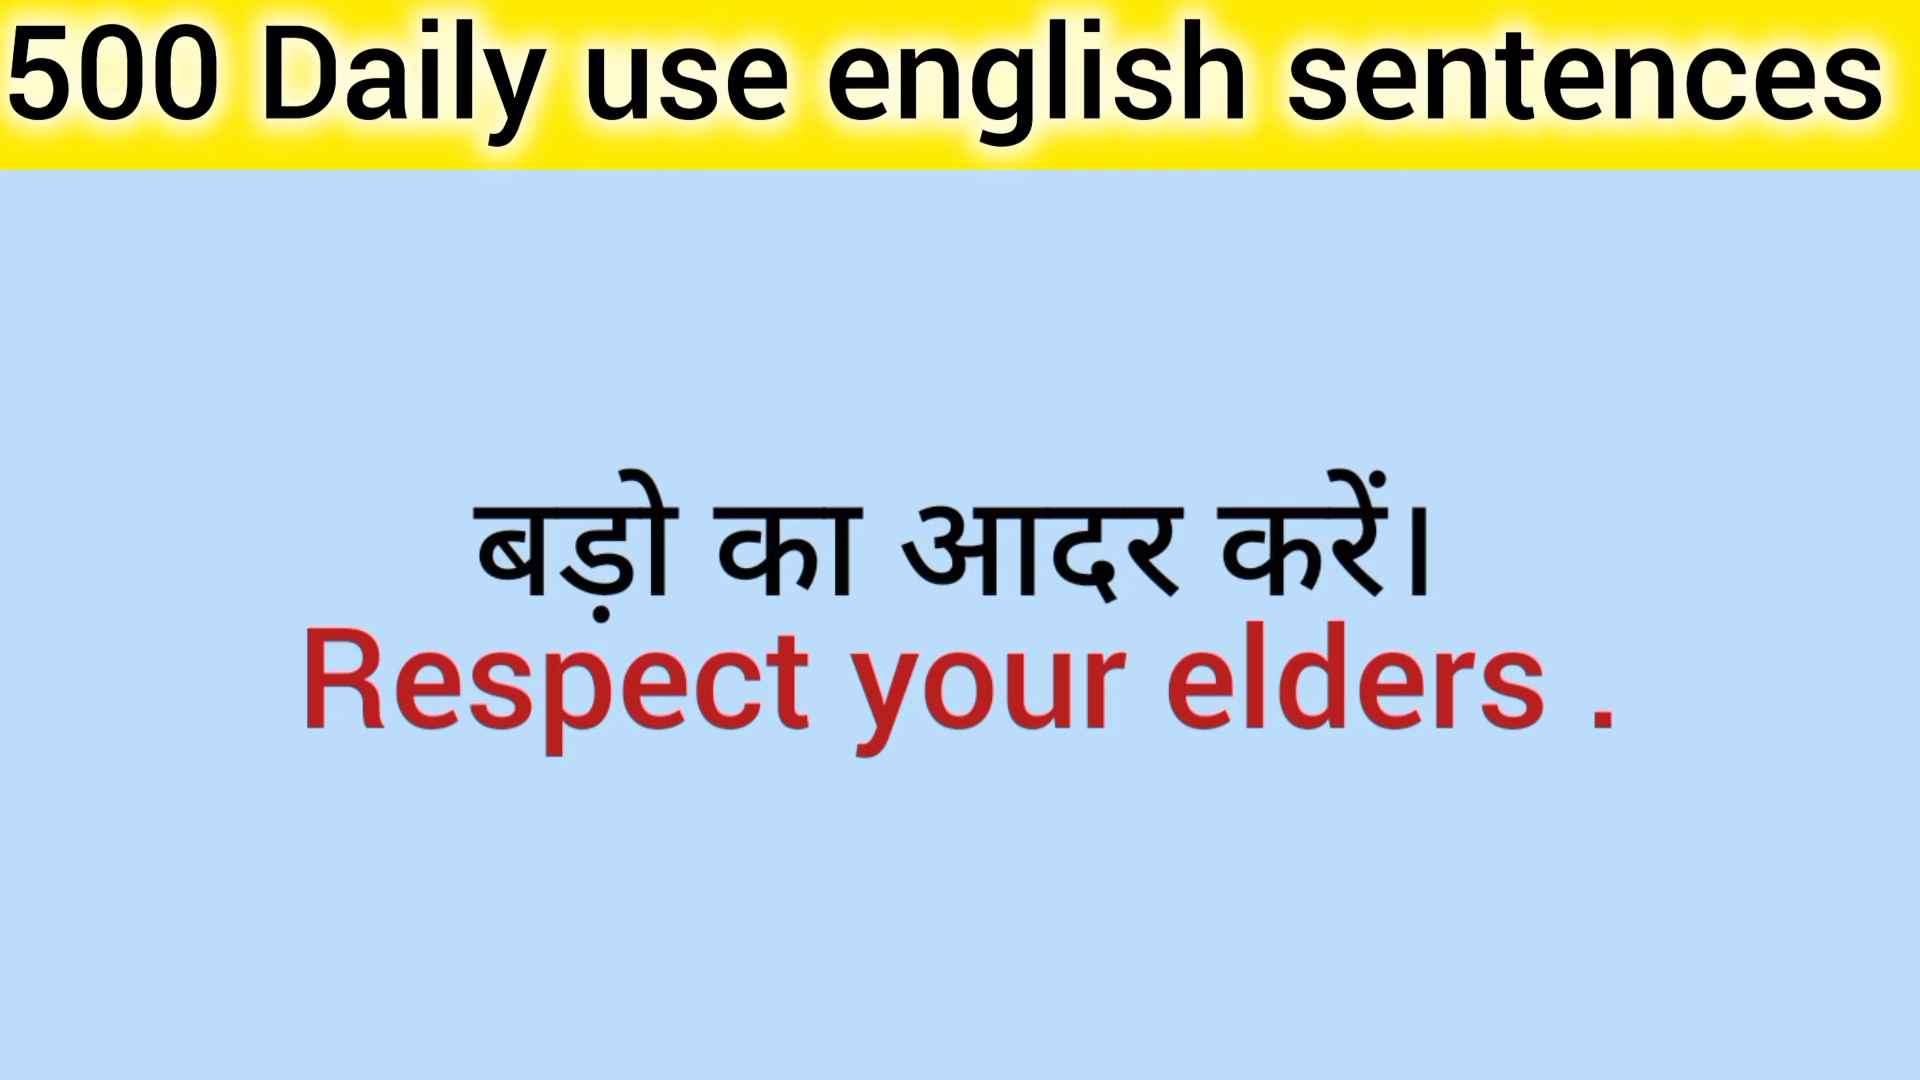 500 Daily use english sentences
बड़ो का आदर करें।
Respect your elders .